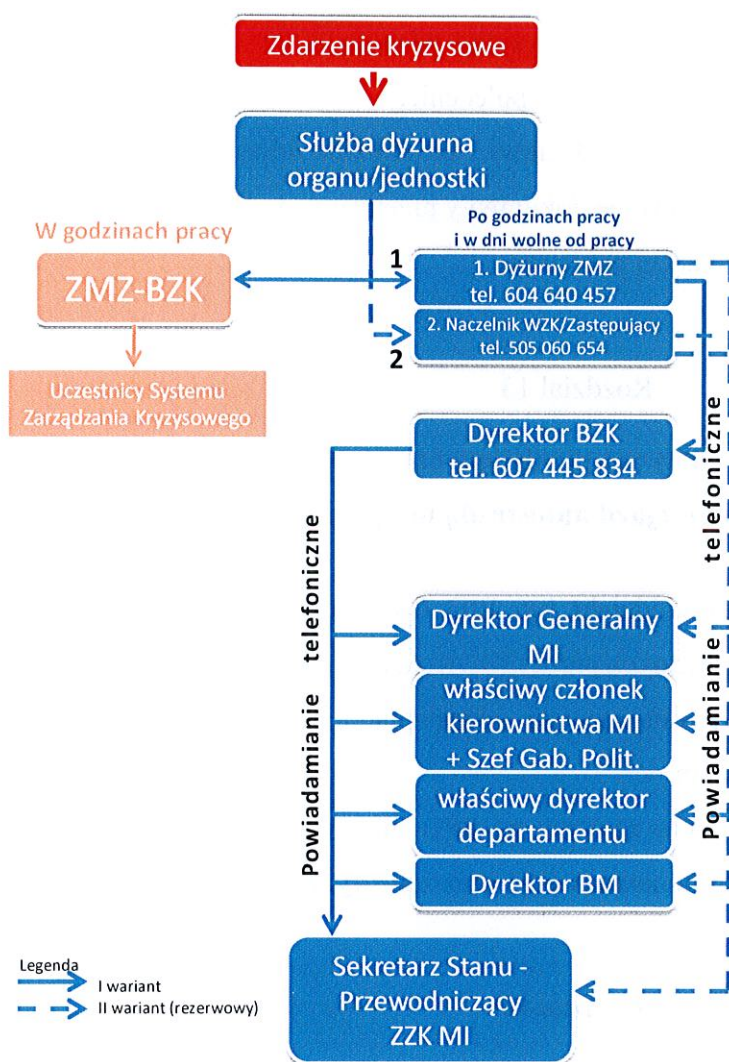 Zdarzenie kryzysowe
Służba dyżurna
organu/jednostki
W godzinach pracy
ZMZ-BZK
Uczestnicy Systemu
Zarządzania Kryzysowego
Po godzinach pracy
i w dni wolne od pracy
1
1. Dyżurny ZMZ
tel. 604 640 457
2. Naczelnik WZK/Zastępujący
tel. 505 060 654
2
Dyrektor BZK
tel. 607 445 834
Powiadamianie telefoniczne
Powiadamianie telefoniczne
Dyrektor Generalny
MI
właściwy członek
kierownictwa MI
+ Szef Gab. Polit.
właściwy dyrektor
departamentu
Dyrektor BM
Sekretarz Stanu -
Przewodniczący
ZZK MI
Legenda
I wariant
II wariant (rezerwowy)